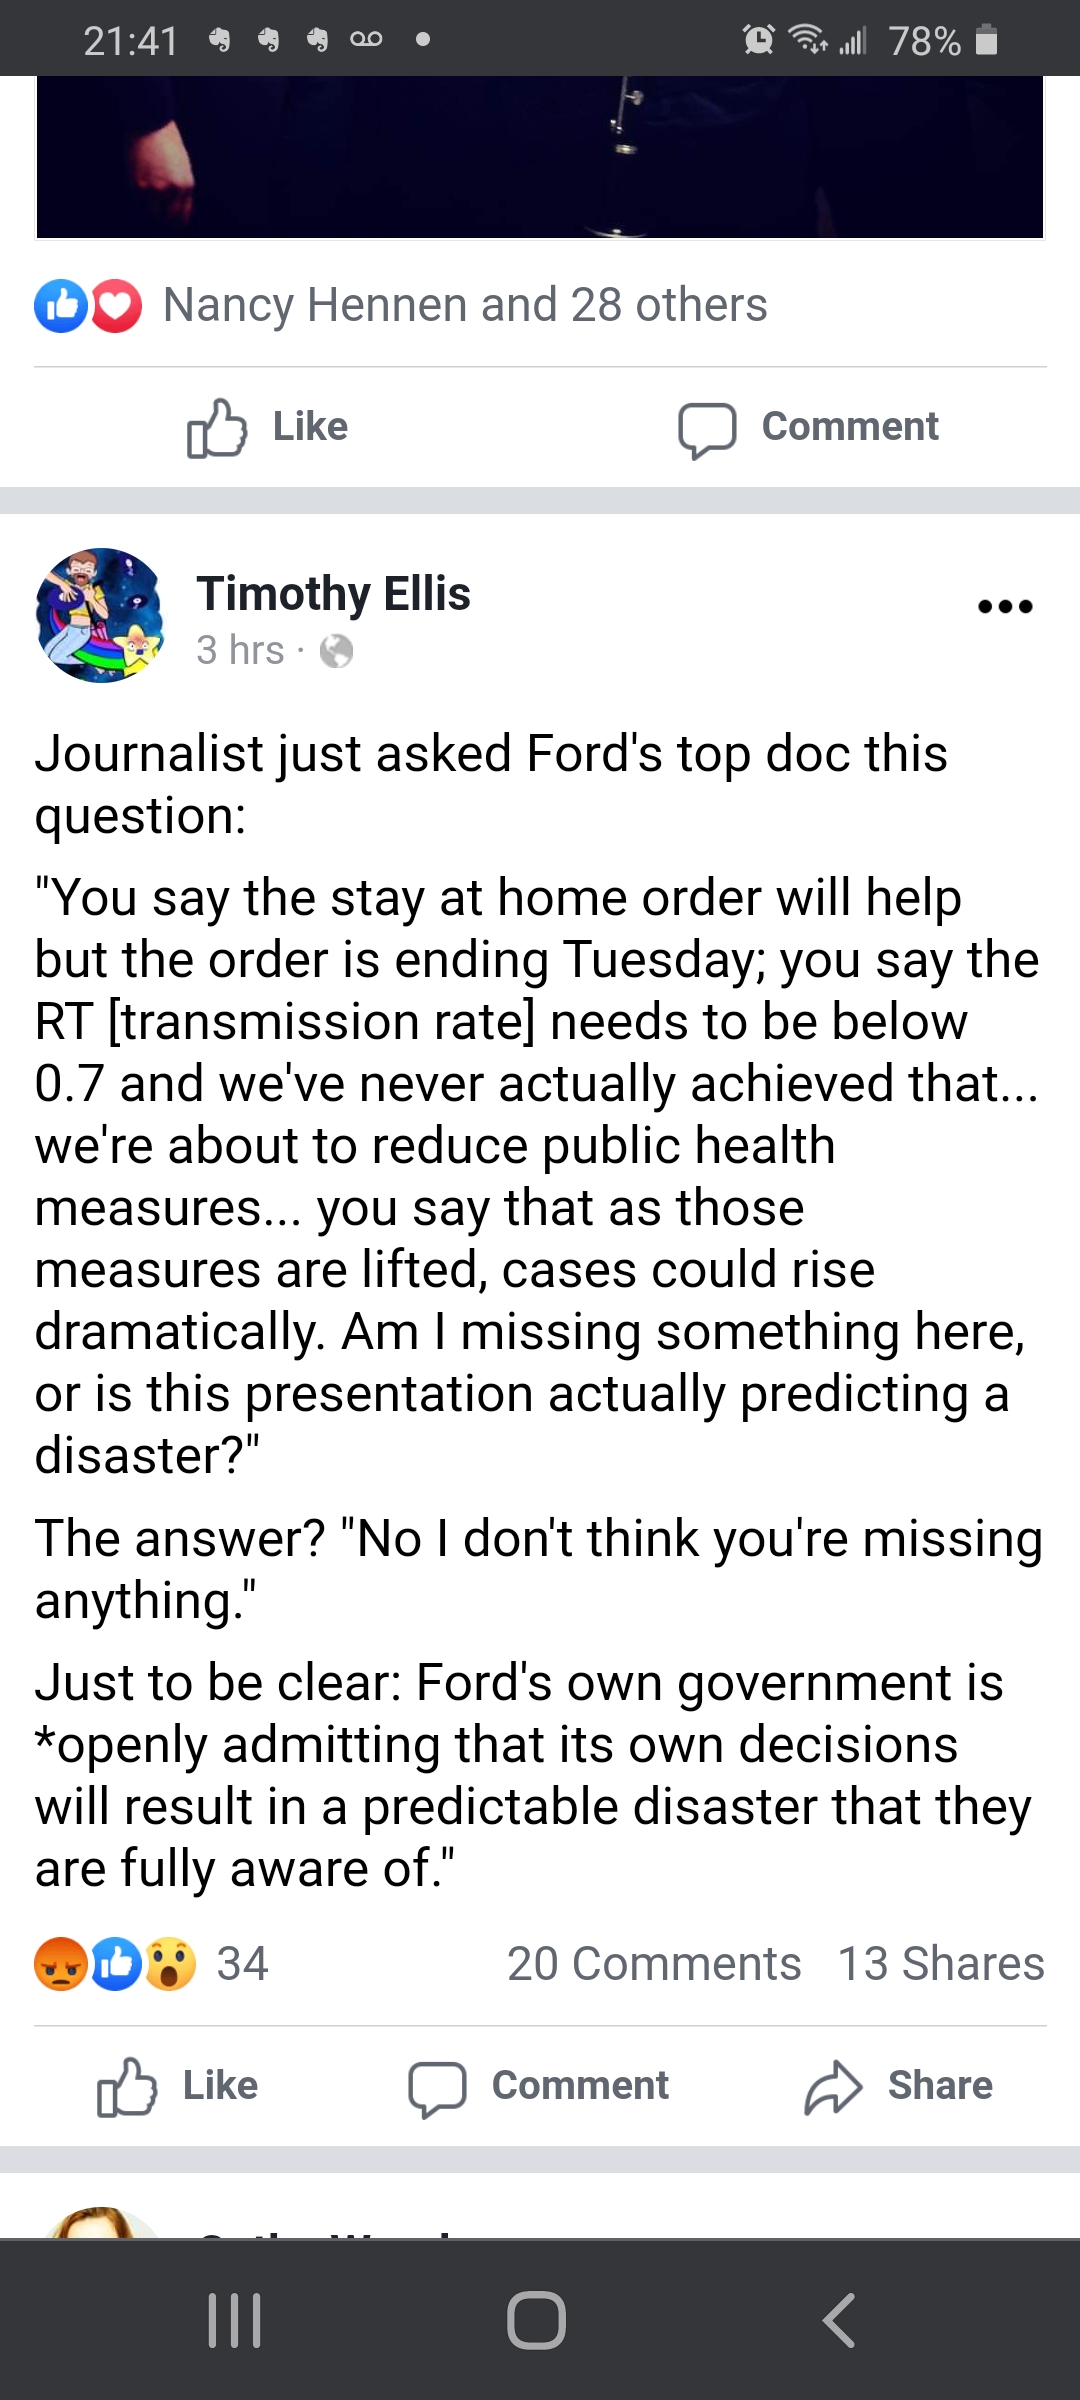 21:41
78%
Nancy Hennen and 28 others
Like
Comment
Timothy Ellis
3 hrs ·
Journalist just asked Ford's top doc this
question:
"You say the stay at home order will help
but the order is ending Tuesday; you say the
RT [transmission rate] needs to be below
0.7 and we've never actually achieved that...
we're about to reduce public health
measures... you say that as those
measures are lifted, cases could rise
dramatically. Am I missing something here,
or is this presentation actually predicting a
disaster?"
The answer? "No I don't think you're missing
anything."
Just to be clear: Ford's own government is
*openly admitting that its own decisions
will result in a predictable disaster that they
are fully aware of."
34
20 Comments 13 Shares
Like
Comment
Share